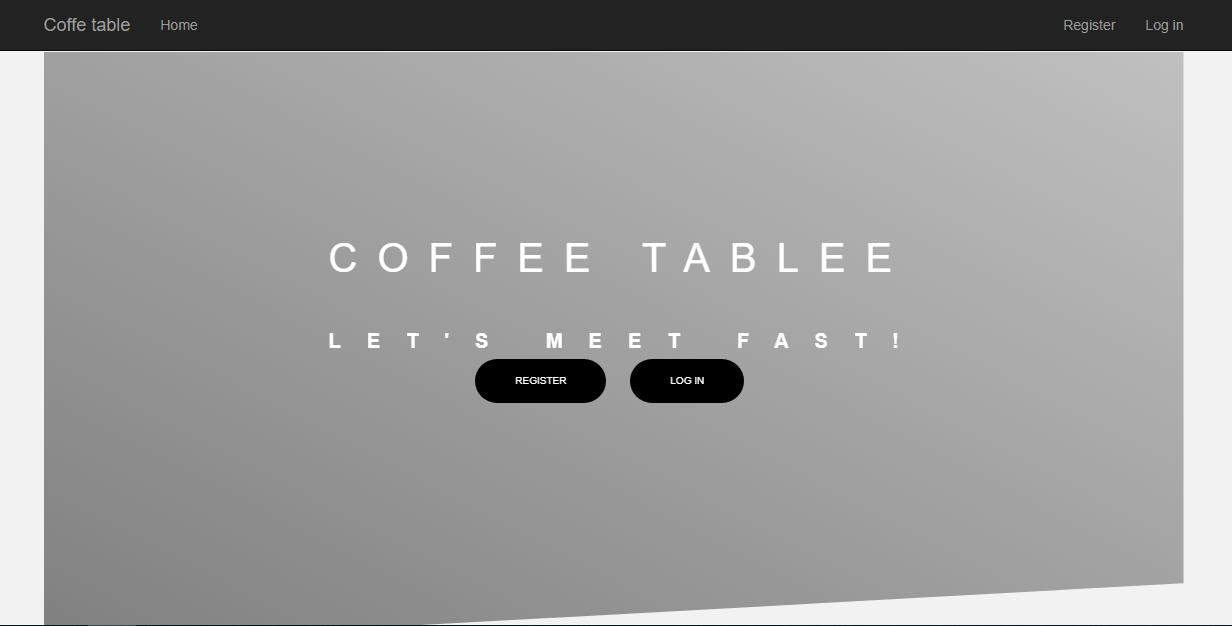 Coffe table Home Register Log in
COFFEE TABLEE
LET'S MEET FAST!
REGISTER LOG IN